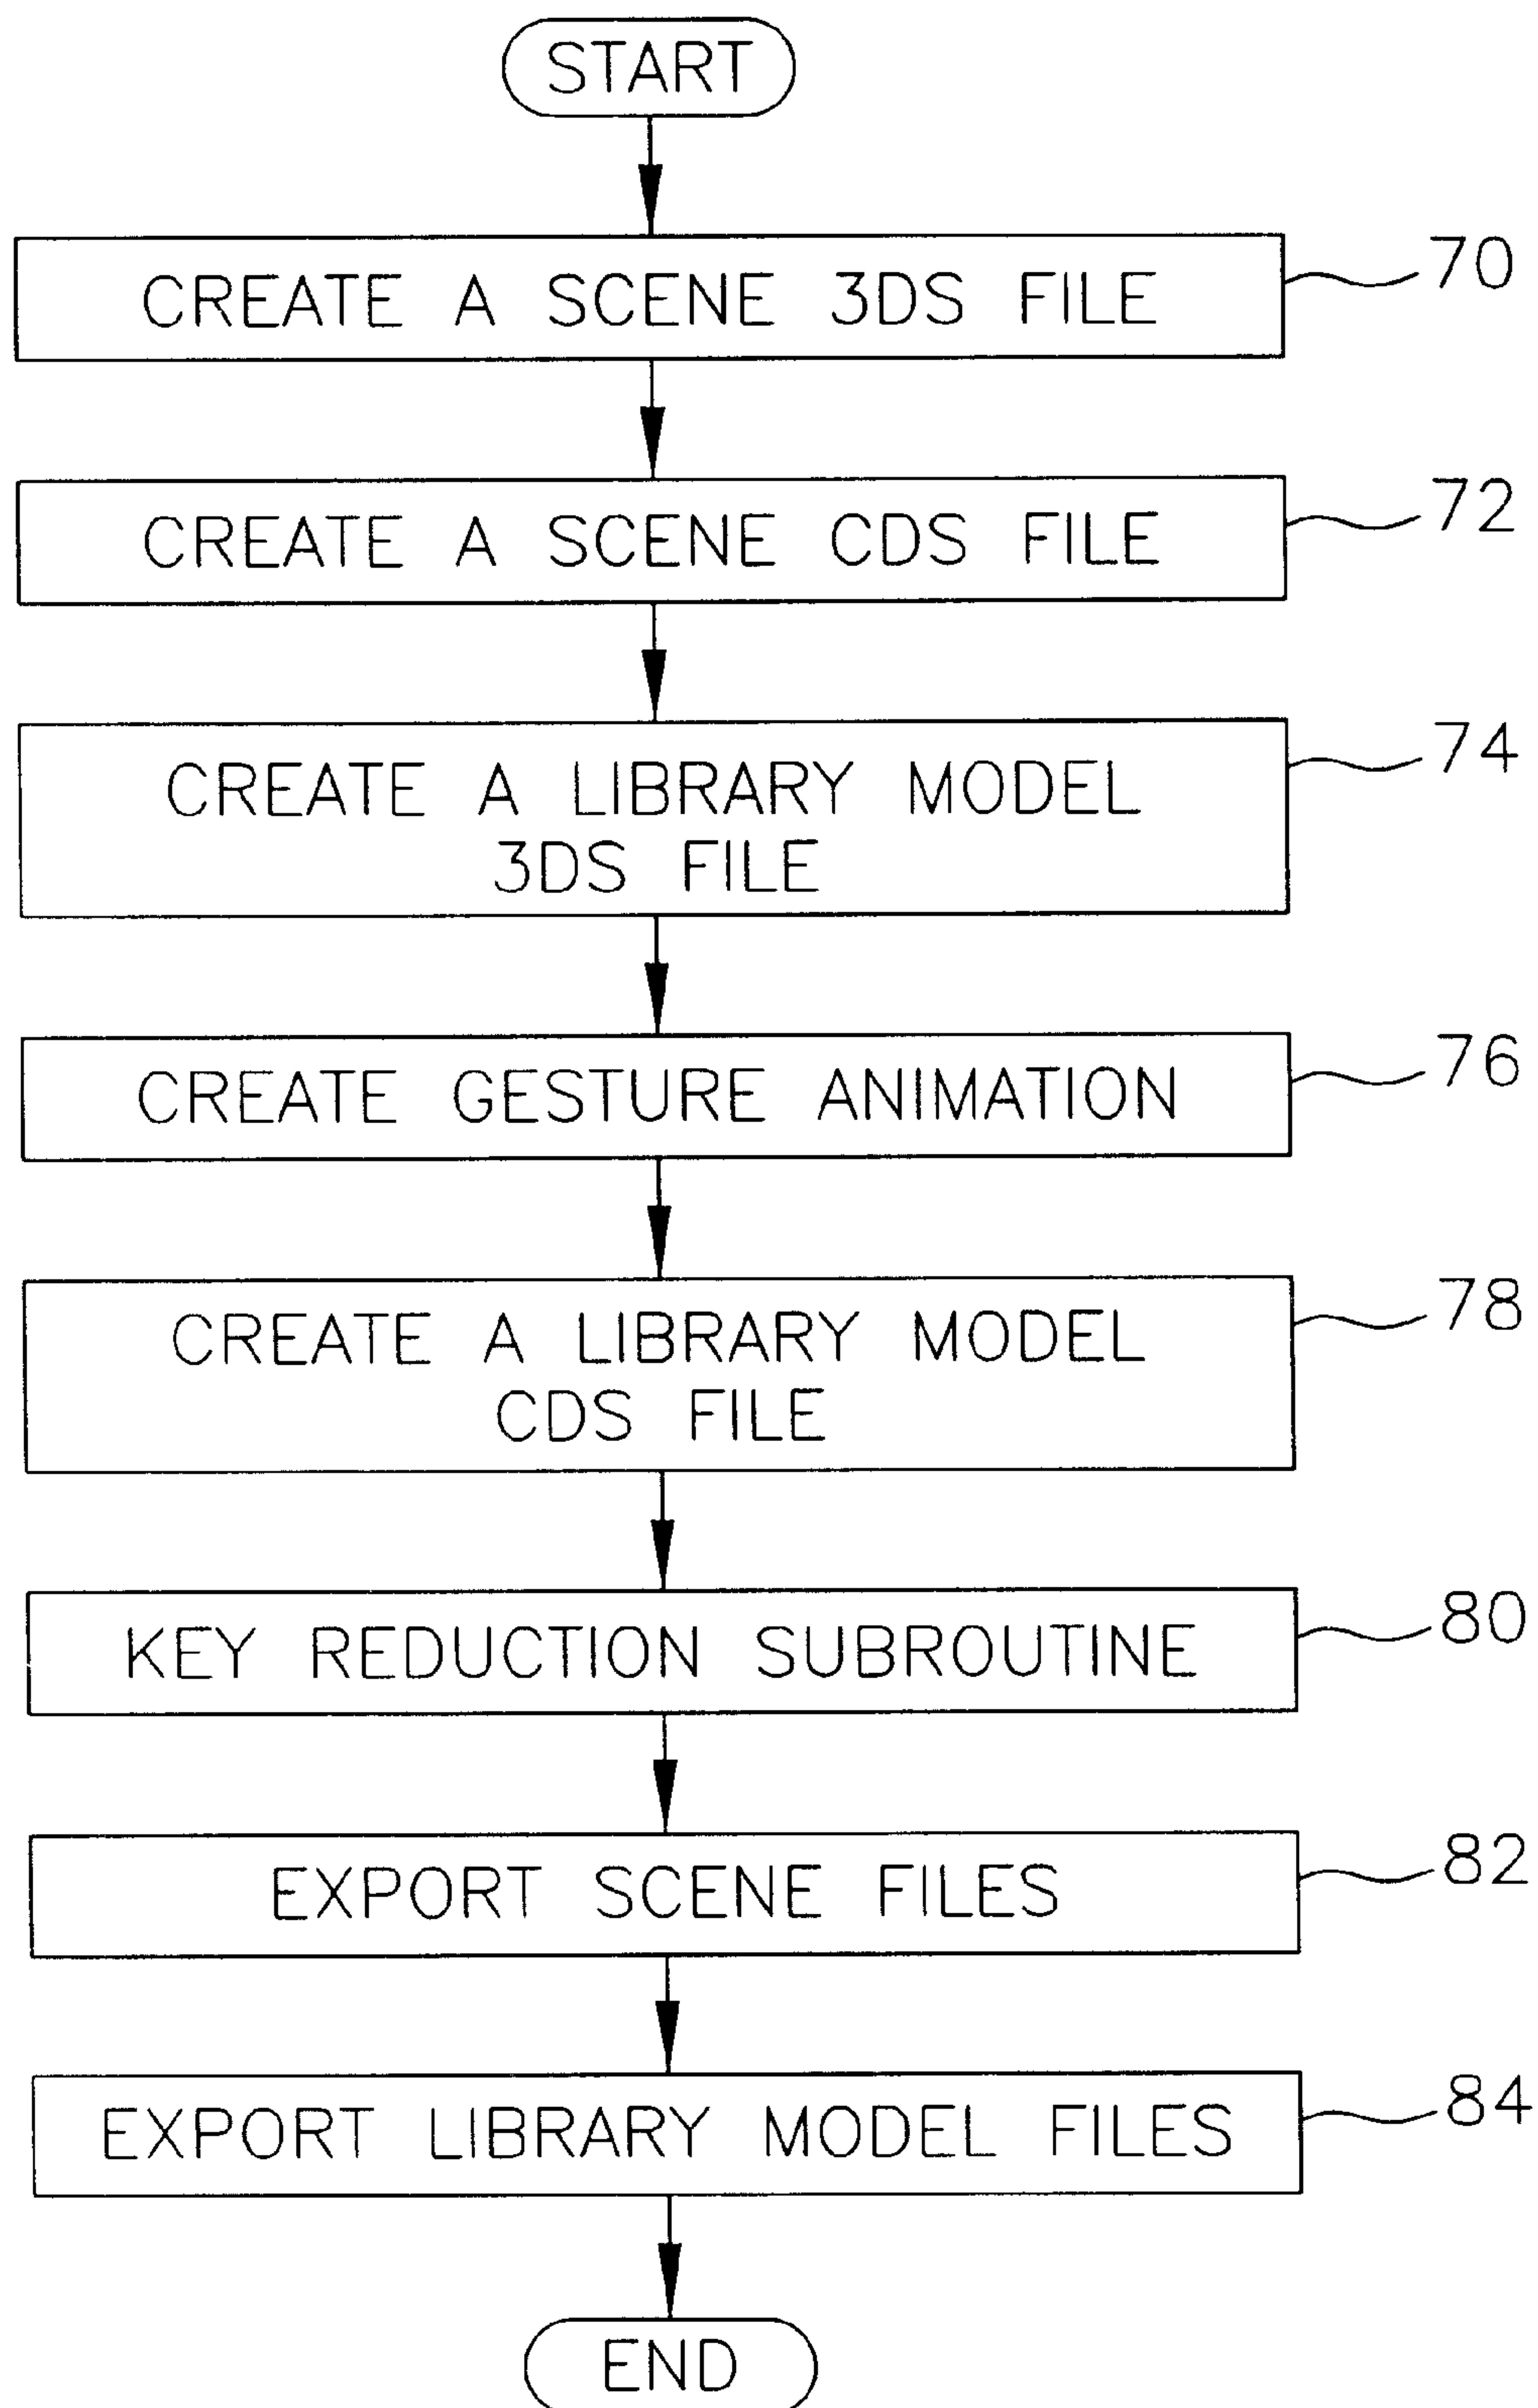 START
CREATE A SCENE 3DS FILE
70
CREATE A SCENE CDS FILE
72
CREATE A LIBRARY MODEL
3DS FILE
74
CREATE GESTURE ANIMATION
76
CREATE A LIBRARY MODEL
CDS FILE
78
KEY REDUCTION SUBROUTINE
80
EXPORT SCENE FILES
82
EXPORT LIBRARY MODEL FILES
84
END